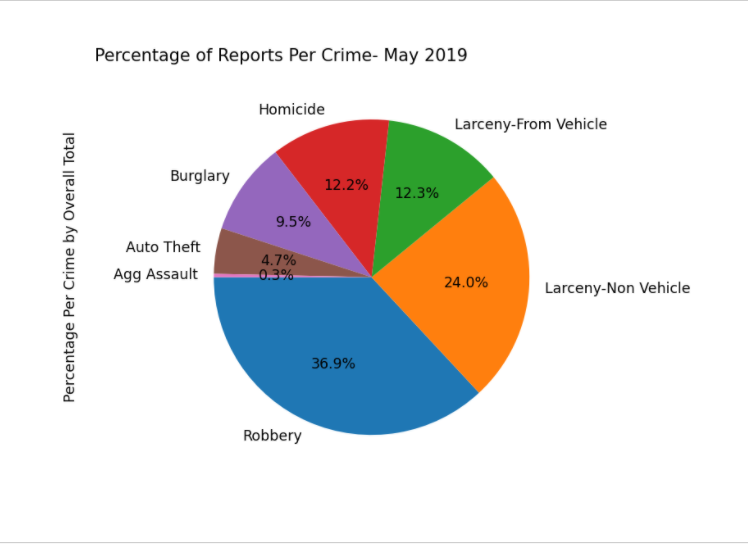 Percentage of Reports Per Crime- May 2019
Percentage Per Crime by Overall Total
Homicide
Larceny-From Vehicle
Burglary
12.2%
12.3%
9.5%
Auto Theft
4.7%
Agg Assault
0.3%
24.0%
Larceny-Non Vehicle
36.9%
Robbery